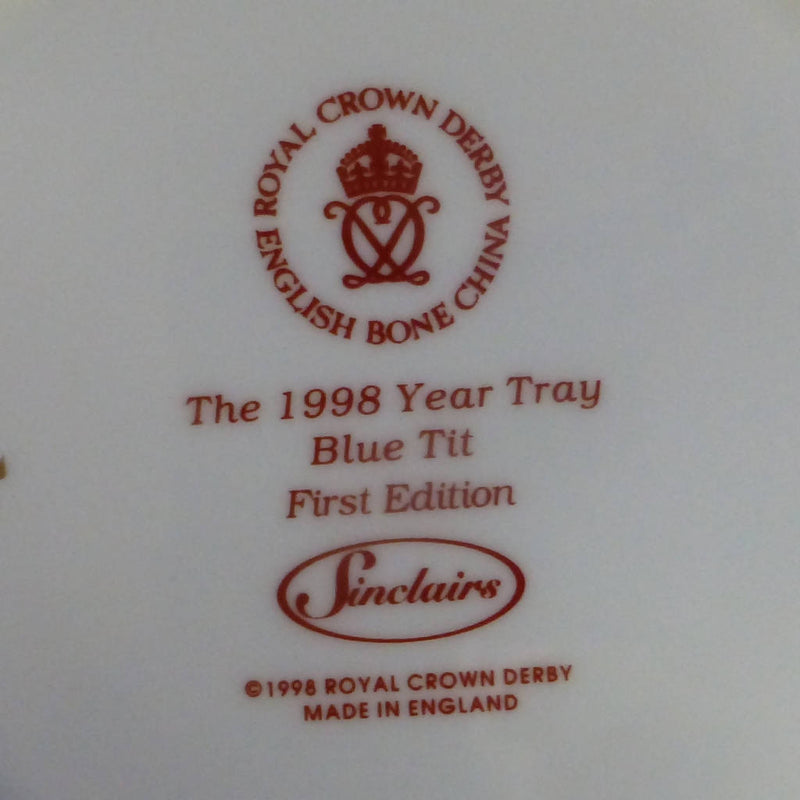 ROYAL CROWN DERBY
ENGLISH BONE CHINA
The 1998 Year Tray
Blue Tit
First Edition
Sinclairs
©1998 ROYAL CROWN DERBY
MADE IN ENGLAND